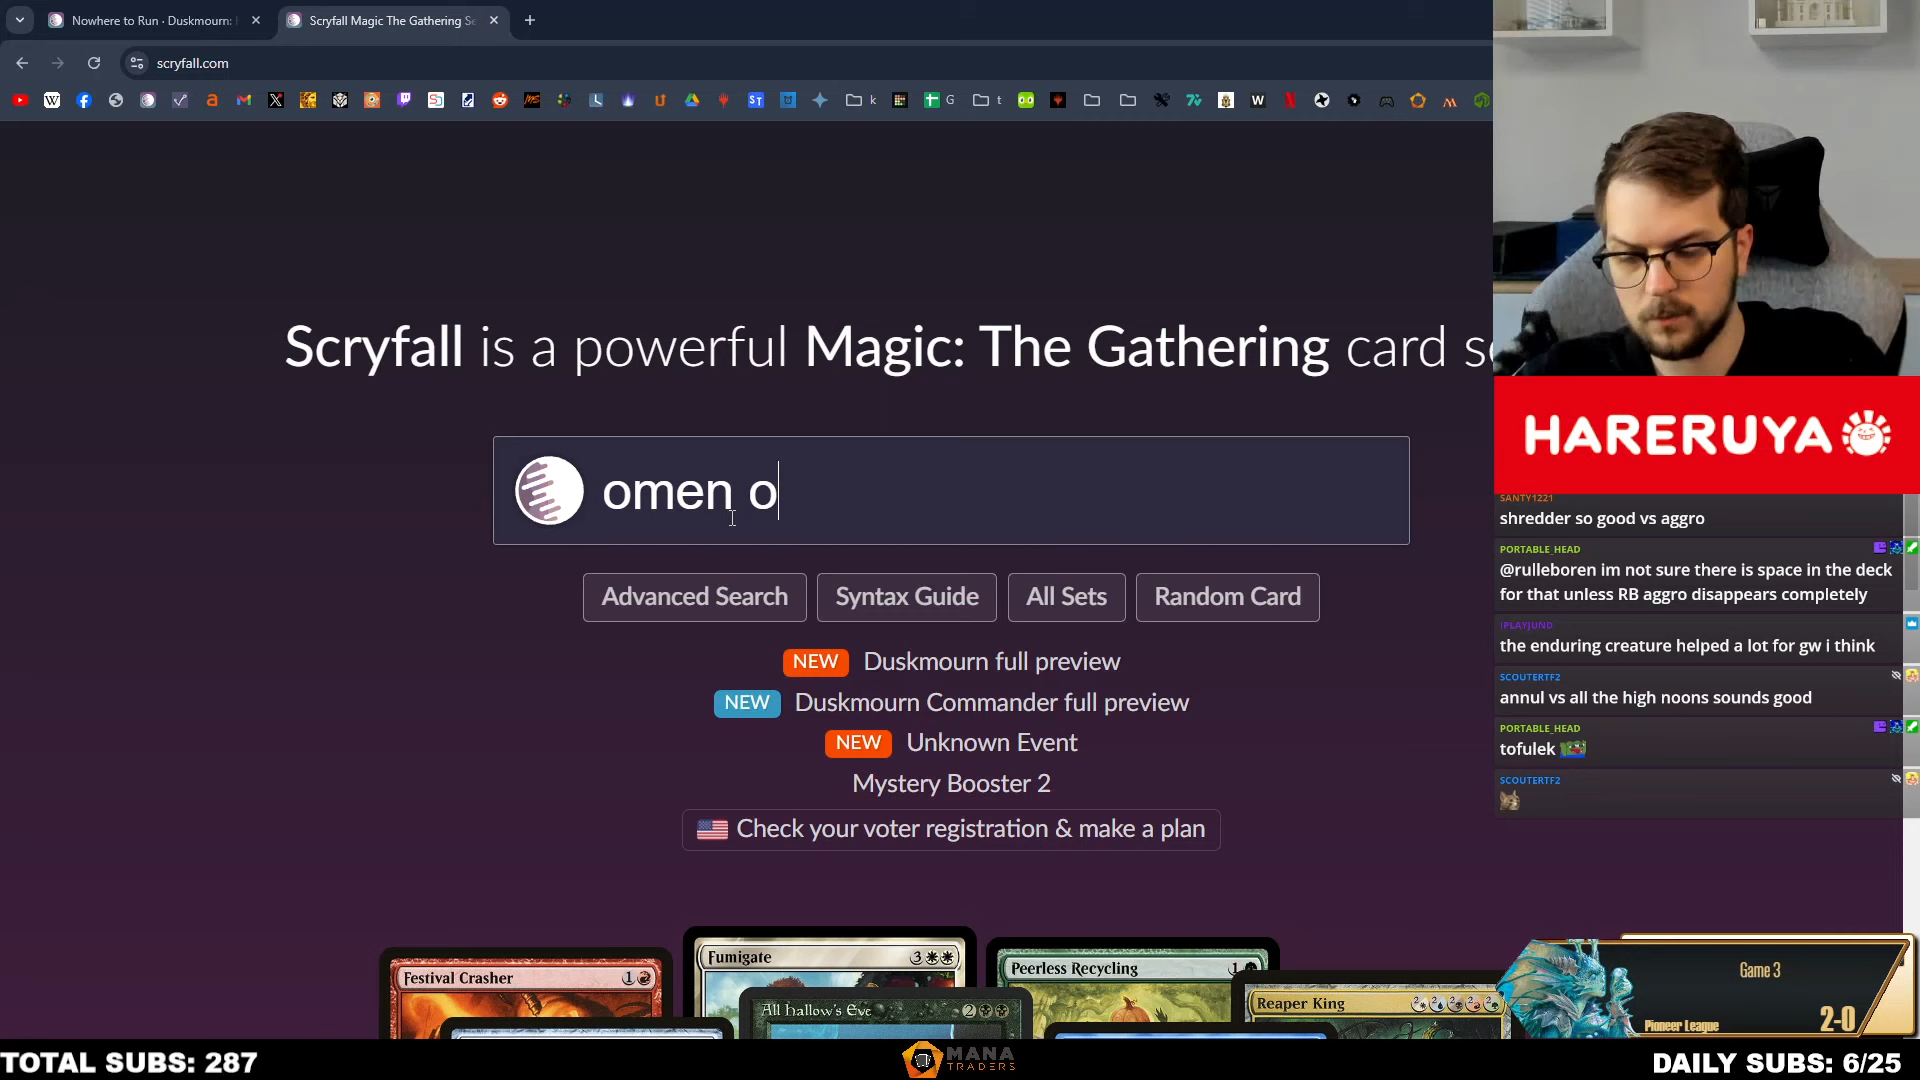 Nowhere to Run · Duskmourn:
Scryfall Magic The Gathering Se
scryfall.com
k
G
t
Scryfall is a powerful Magic: The Gathering card
omen o
Advanced Search
Syntax Guide
All Sets
Random Card
NEW Duskmourn full preview
NEW Duskmourn Commander full preview
NEW Unknown Event
Mystery Booster 2
Check your voter registration & make a plan
Festival Crasher 1
Fumigate 3
Peerless Recycling 1
All Hallow's Eve 2
Reaper King
HARERUYA
SANTY1221
shredder so good vs aggro
PORTABLE_HEAD
@rulleboren im not sure there is space in the deck
for that unless RB aggro disappears completely
IPLAYJUND
the enduring creature helped a lot for gw i think
SCOUTERTF2
annul vs all the high noons sounds good
PORTABLE_HEAD
tofulek
SCOUTERTF2
Game 3
Pioneer League 2-0
TOTAL SUBS: 287
MANA
TRADERS
DAILY SUBS: 6/25